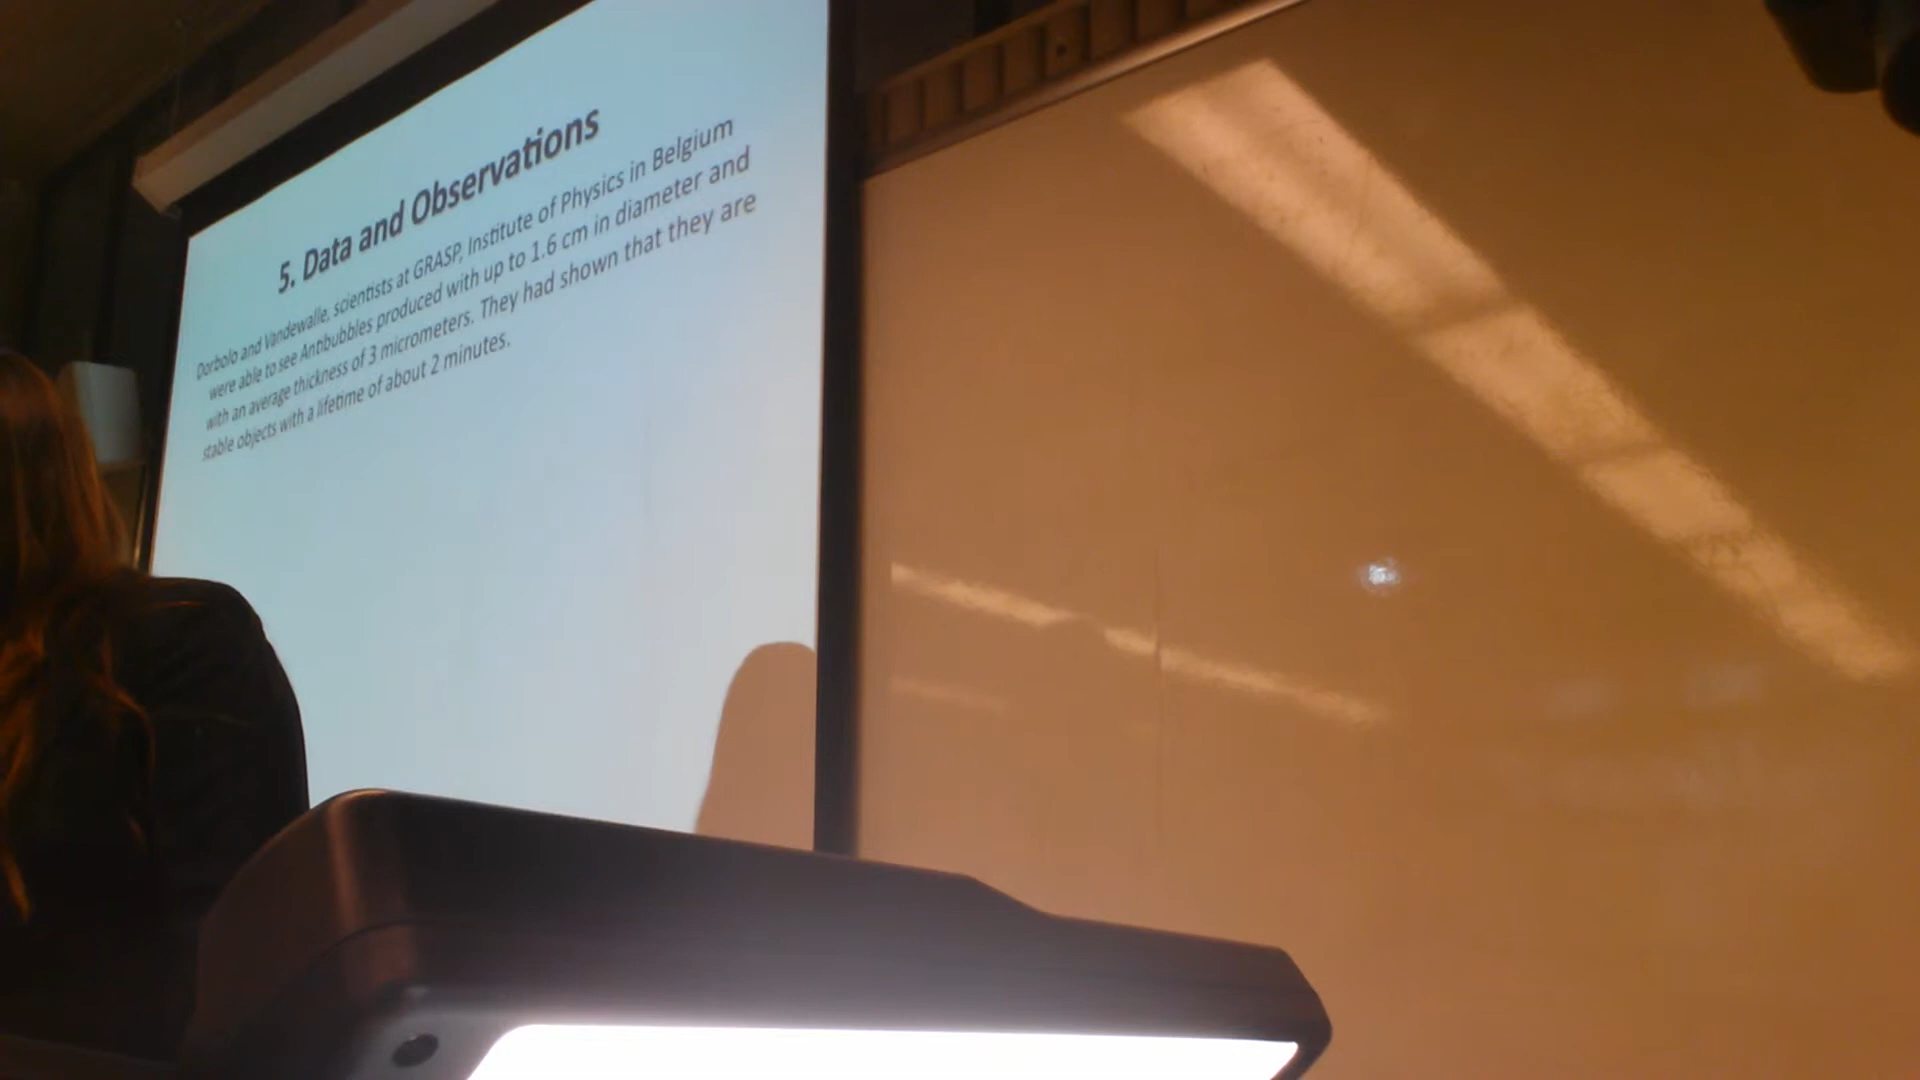 5. Data and Observations
Dorbolo and Vandewalle, scientists at GRASP, Institute of Physics in Belgium
were able to see Antibubbles produced with up to 1.6 cm in diameter and
with an average thickness of 3 micrometers. They had shown that they are
stable objects with a lifetime of about 2 minutes.